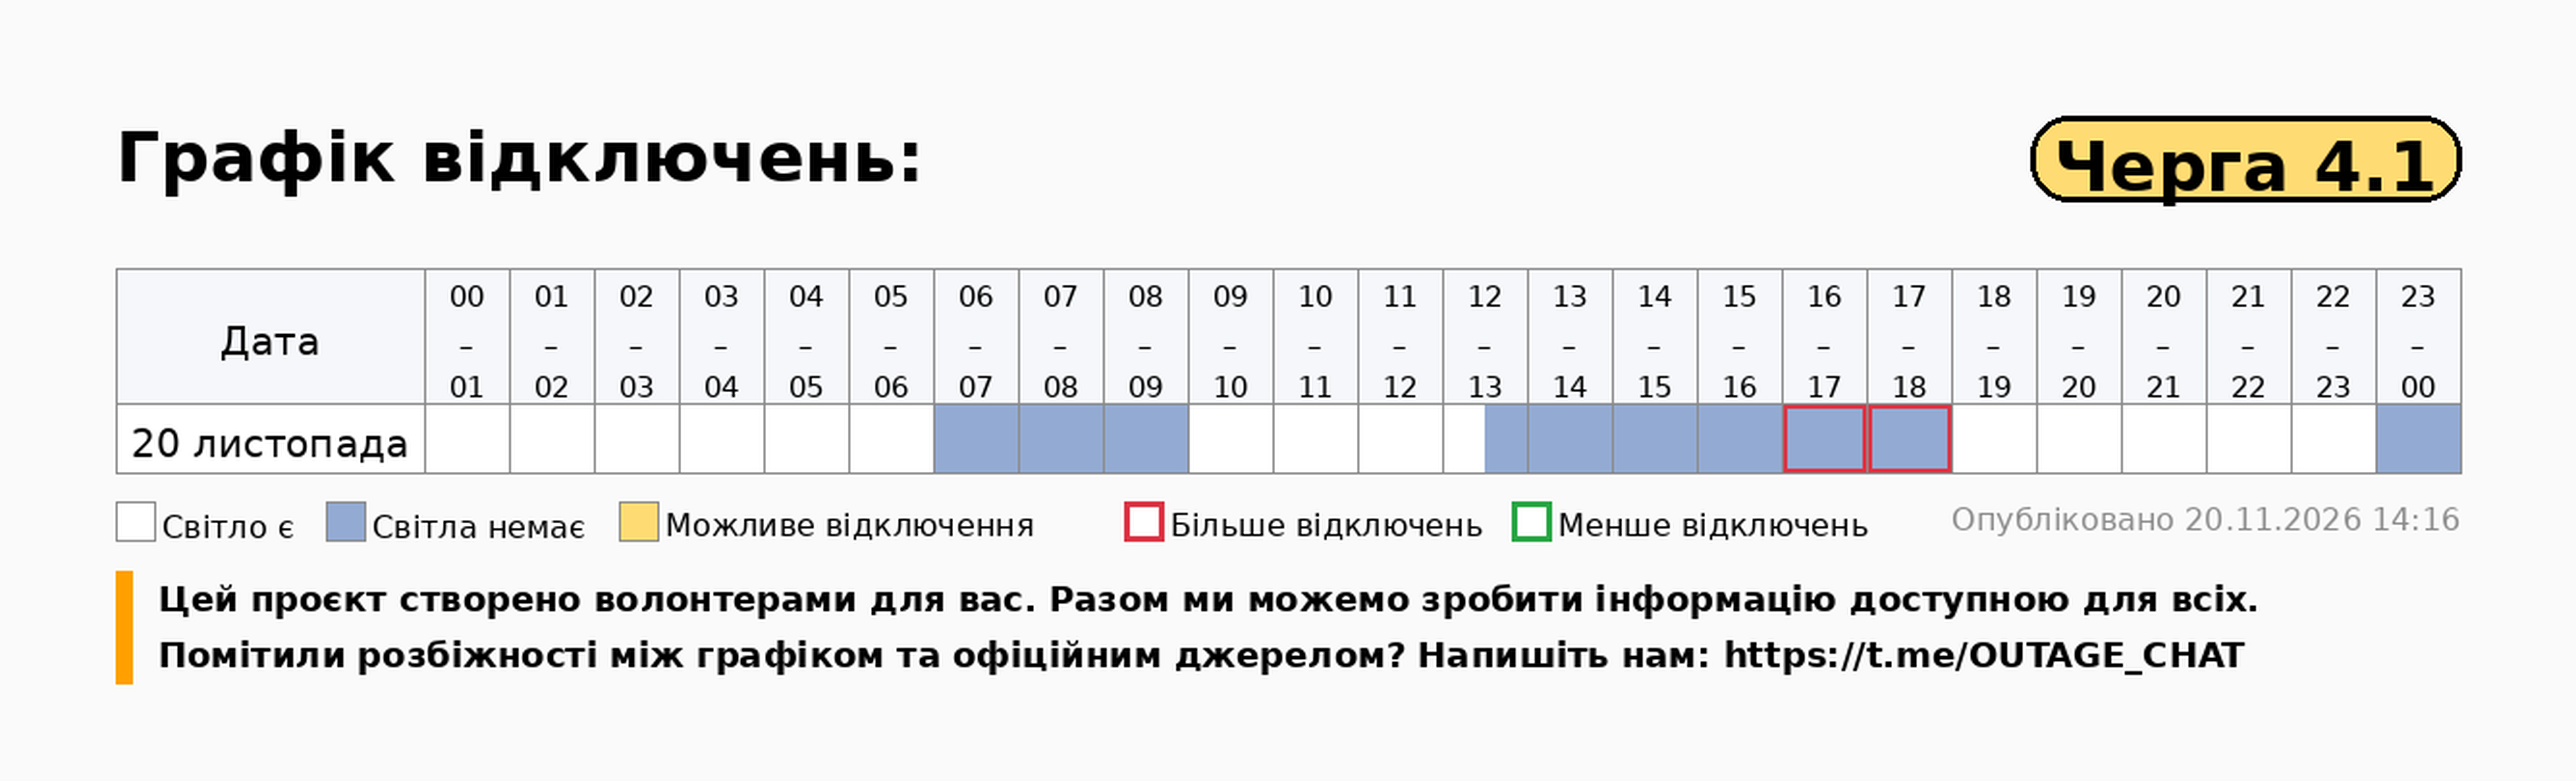 Графік відключень:
Черга 4.1
Дата 00 – 01 01 – 02 02 – 03 03 – 04 04 – 05 05 – 06 06 – 07 07 – 08 08 – 09 09 – 10 10 – 11 11 – 12 12 – 13 13 – 14 14 – 15 15 – 16 16 – 17 17 – 18 18 – 19 19 – 20 20 – 21 21 – 22 22 – 23 23 – 00
20 листопада
Світло є Світла немає Можливе відключення Більше відключень Менше відключень Опубліковано 20.11.2026 14:16
Цей проєкт створено волонтерами для вас. Разом ми можемо зробити інформацію доступною для всіх.
Помітили розбіжності між графіком та офіційним джерелом? Напишіть нам: https://t.me/OUTAGE_CHAT